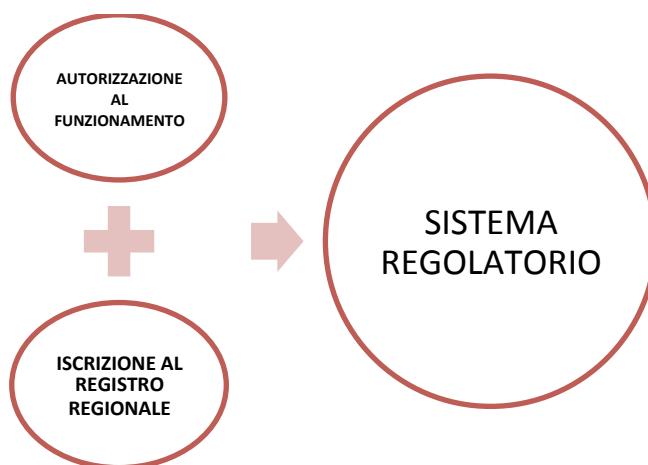 AUTORIZZAZIONE
AL
FUNZIONAMENTO
ISCRIZIONE AL
REGISTRO
REGIONALE
SISTEMA
REGOLATORIO